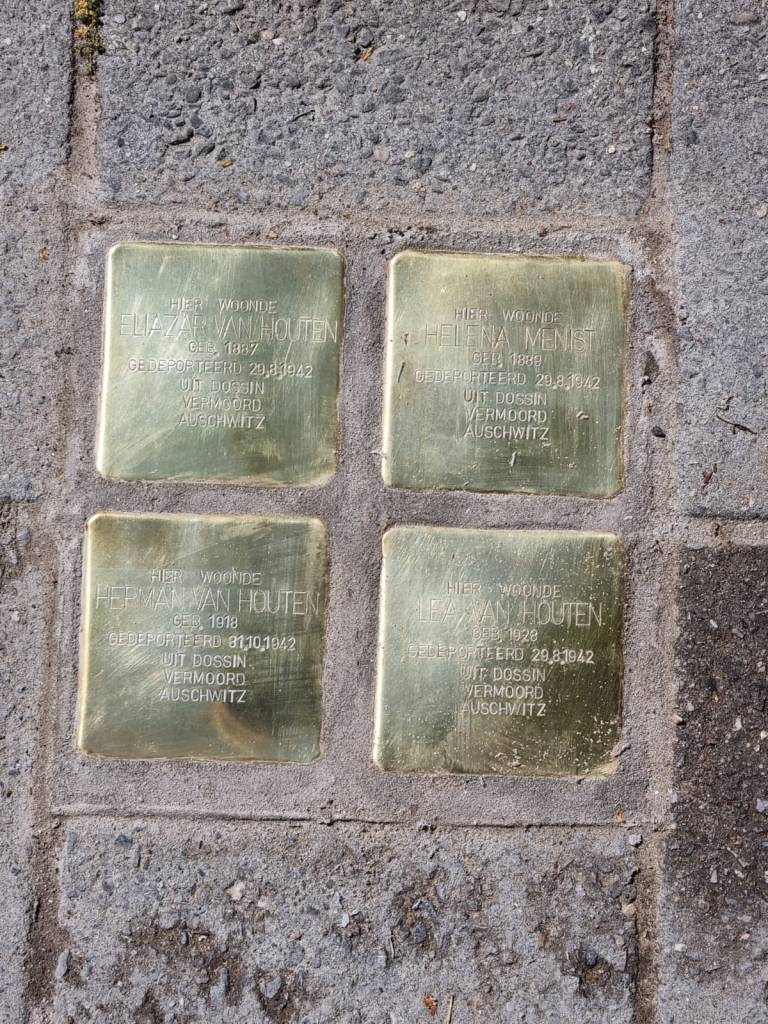 HIER WOONDE
ELIAZAR VAN HOUTEN
GEB. 1887
GEDEPORTEERD 29.8.1942
UIT DOSSIN
VERMOORD
AUSCHWITZ
HIER WOONDE
HELENA MENIST
GEB. 1889
GEDEPORTEERD 29.8.1942
UIT DOSSIN
VERMOORD
AUSCHWITZ
HIER WOONDE
HERMAN VAN HOUTEN
GEB. 1918
GEDEPORTEERD 31.10.1942
UIT DOSSIN
VERMOORD
AUSCHWITZ
HIER WOONDE
LEA VAN HOUTEN
GEB. 1928
GEDEPORTEERD 29.8.1942
UIT DOSSIN
VERMOORD
AUSCHWITZ